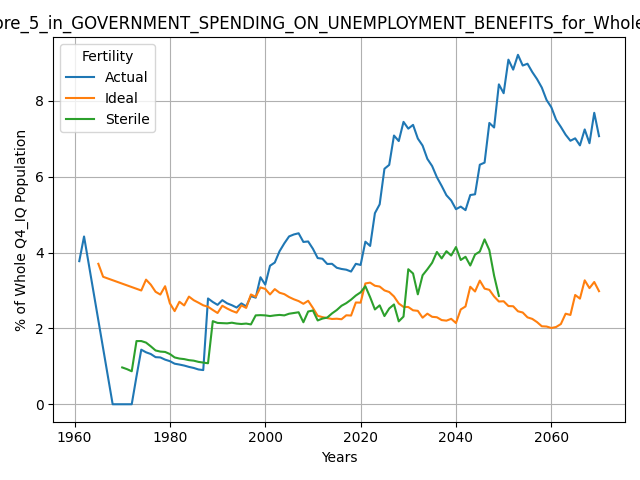 ore_5_in_GOVERNMENT_SPENDING_ON_UNEMPLOYMENT_BENEFITS_for_Whole
Fertility
Actual
Ideal
Sterile
% of Whole Q4_IQ Population
8
6
4
2
0
1960 1980 2000 2020 2040 2060
Years